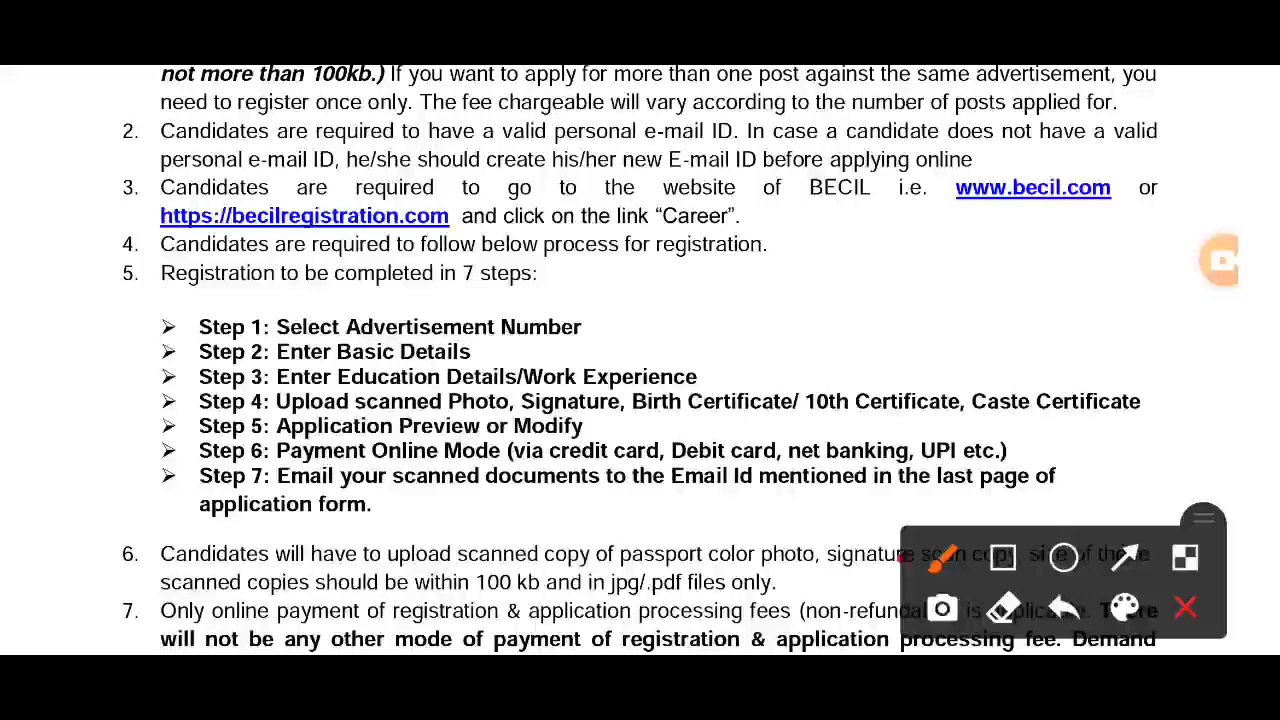 not more than 100kb.) If you want to apply for more than one post against the same advertisement, you
need to register once only. The fee chargeable will vary according to the number of posts applied for.
2. Candidates are required to have a valid personal e-mail ID. In case a candidate does not have a valid
personal e-mail ID, he/she should create his/her new E-mail ID before applying online
3. Candidates are required to go to the website of BECIL i.e. www.becil.com or
https://becilregistration.com and click on the link “Career”.
4. Candidates are required to follow below process for registration.
5. Registration to be completed in 7 steps:
➢ Step 1: Select Advertisement Number
➢ Step 2: Enter Basic Details
➢ Step 3: Enter Education Details/Work Experience
➢ Step 4: Upload scanned Photo, Signature, Birth Certificate/ 10th Certificate, Caste Certificate
➢ Step 5: Application Preview or Modify
➢ Step 6: Payment Online Mode (via credit card, Debit card, net banking, UPI etc.)
➢ Step 7: Email your scanned documents to the Email Id mentioned in the last page of
application form.
6. Candidates will have to upload scanned copy of passport color photo, signature scan copy, size of these
scanned copies should be within 100 kb and in jpg/.pdf files only.
7. Only online payment of registration & application processing fees (non-refundable) is applicable. There
will not be any other mode of payment of registration & application processing fee. Demand